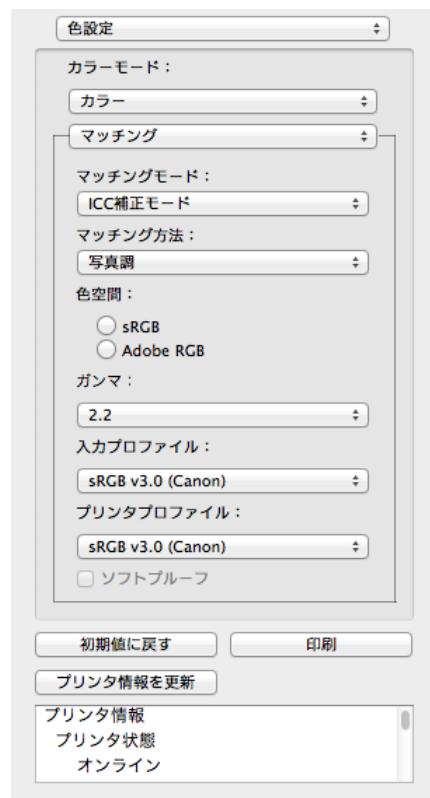 色設定
カラーモード：
カラー
マッチング
マッチングモード：
ICC補正モード
マッチング方法：
写真調
色空間：
sRGB
Adobe RGB
ガンマ：
2.2
入力プロファイル：
sRGB v3.0 (Canon)
プリンタプロファイル：
sRGB v3.0 (Canon)
ソフトプルーフ
初期値に戻す 印刷
プリンタ情報を更新
プリンタ情報
プリンタ状態
オンライン